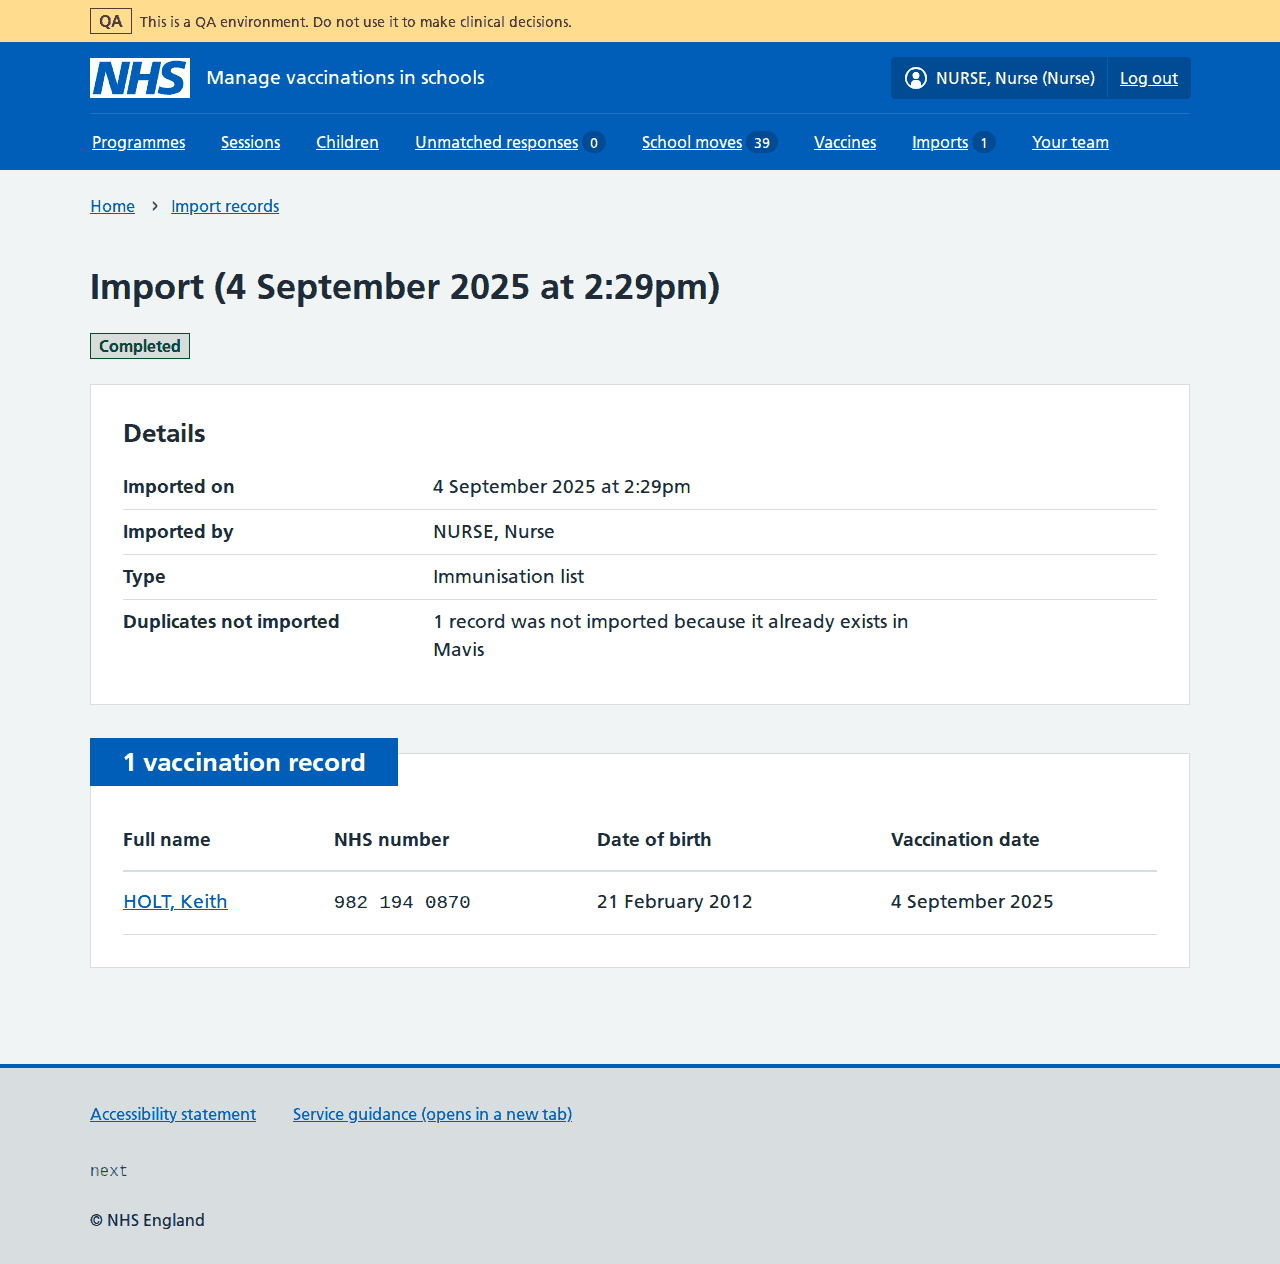 QA This is a QA environment. Do not use it to make clinical decisions.
NHS Manage vaccinations in schools NURSE, Nurse (Nurse) Log out
Programmes Sessions Children Unmatched responses 0 School moves 39 Vaccines Imports 1 Your team
Home Import records
Import (4 September 2025 at 2:29pm)
Completed
Details
Imported on 4 September 2025 at 2:29pm
Imported by NURSE, Nurse
Type Immunisation list
Duplicates not imported 1 record was not imported because it already exists in
Mavis
1 vaccination record
Full name NHS number Date of birth Vaccination date
HOLT, Keith 982 194 0870 21 February 2012 4 September 2025
Accessibility statement Service guidance (opens in a new tab)
next
© NHS England